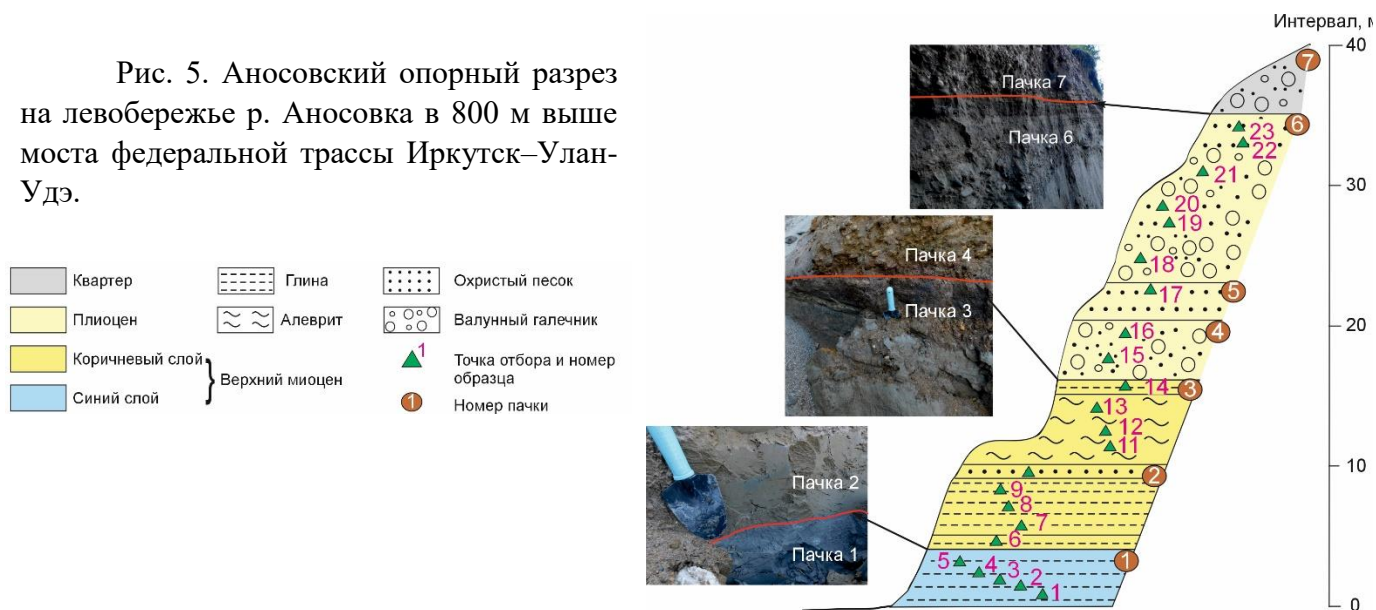 Рис. 5. Аносовский опорный разрез
на левобережье р. Аносовка в 800 м выше
моста федеральной трассы Иркутск–Улан-
Удэ.
Квартер
Плиоцен
Коричневый слой
Синий слой
Верхний миоцен
Глина
Алеврит
Охристый песок
Валунный галечник
1
Точка отбора и номер
образца
1
Номер пачки
Интервал, м
40
30
20
10
0
Пачка 7
Пачка 6
Пачка 4
Пачка 3
Пачка 2
Пачка 1
7
6
23
22
21
20
19
18
17
5
16
4
15
14
3
13
12
11
2
9
8
7
6
1
5
4
3
2
1